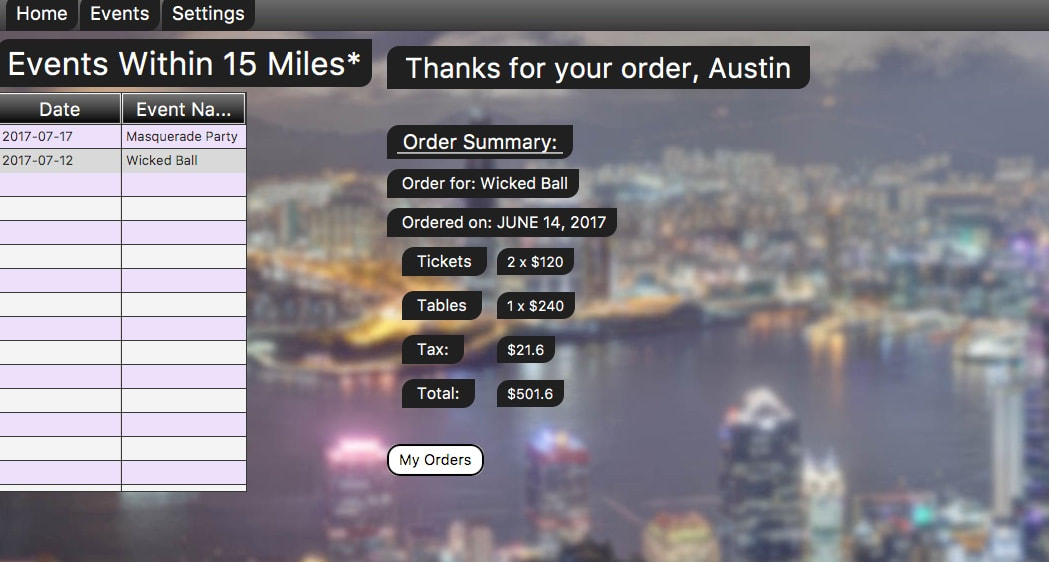 Home Events Settings
Events Within 15 Miles*
Date Event Na...
2017-07-17 Masquerade Party
2017-07-12 Wicked Ball
Thanks for your order, Austin
Order Summary:
Order for: Wicked Ball
Ordered on: JUNE 14, 2017
Tickets 2 x $120
Tables 1 x $240
Tax: $21.6
Total: $501.6
My Orders